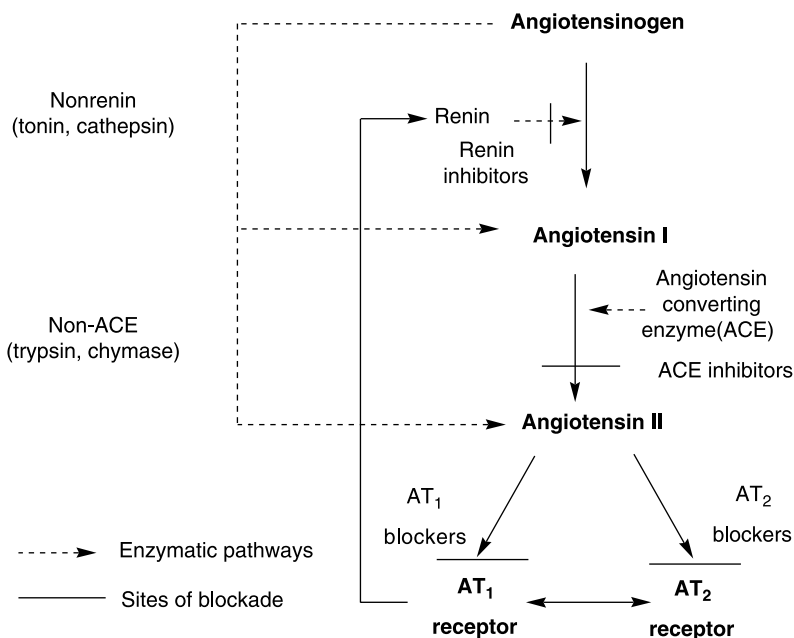 Angiotensinogen
Nonrenin
(tonin, cathepsin)
Renin
Renin
inhibitors
Angiotensin I
Angiotensin
converting
enzyme(ACE)
Non-ACE
(trypsin, chymase)
ACE inhibitors
Angiotensin II
AT₁
blockers
AT₂
blockers
Enzymatic pathways
Sites of blockade
AT₁
receptor
AT₂
receptor